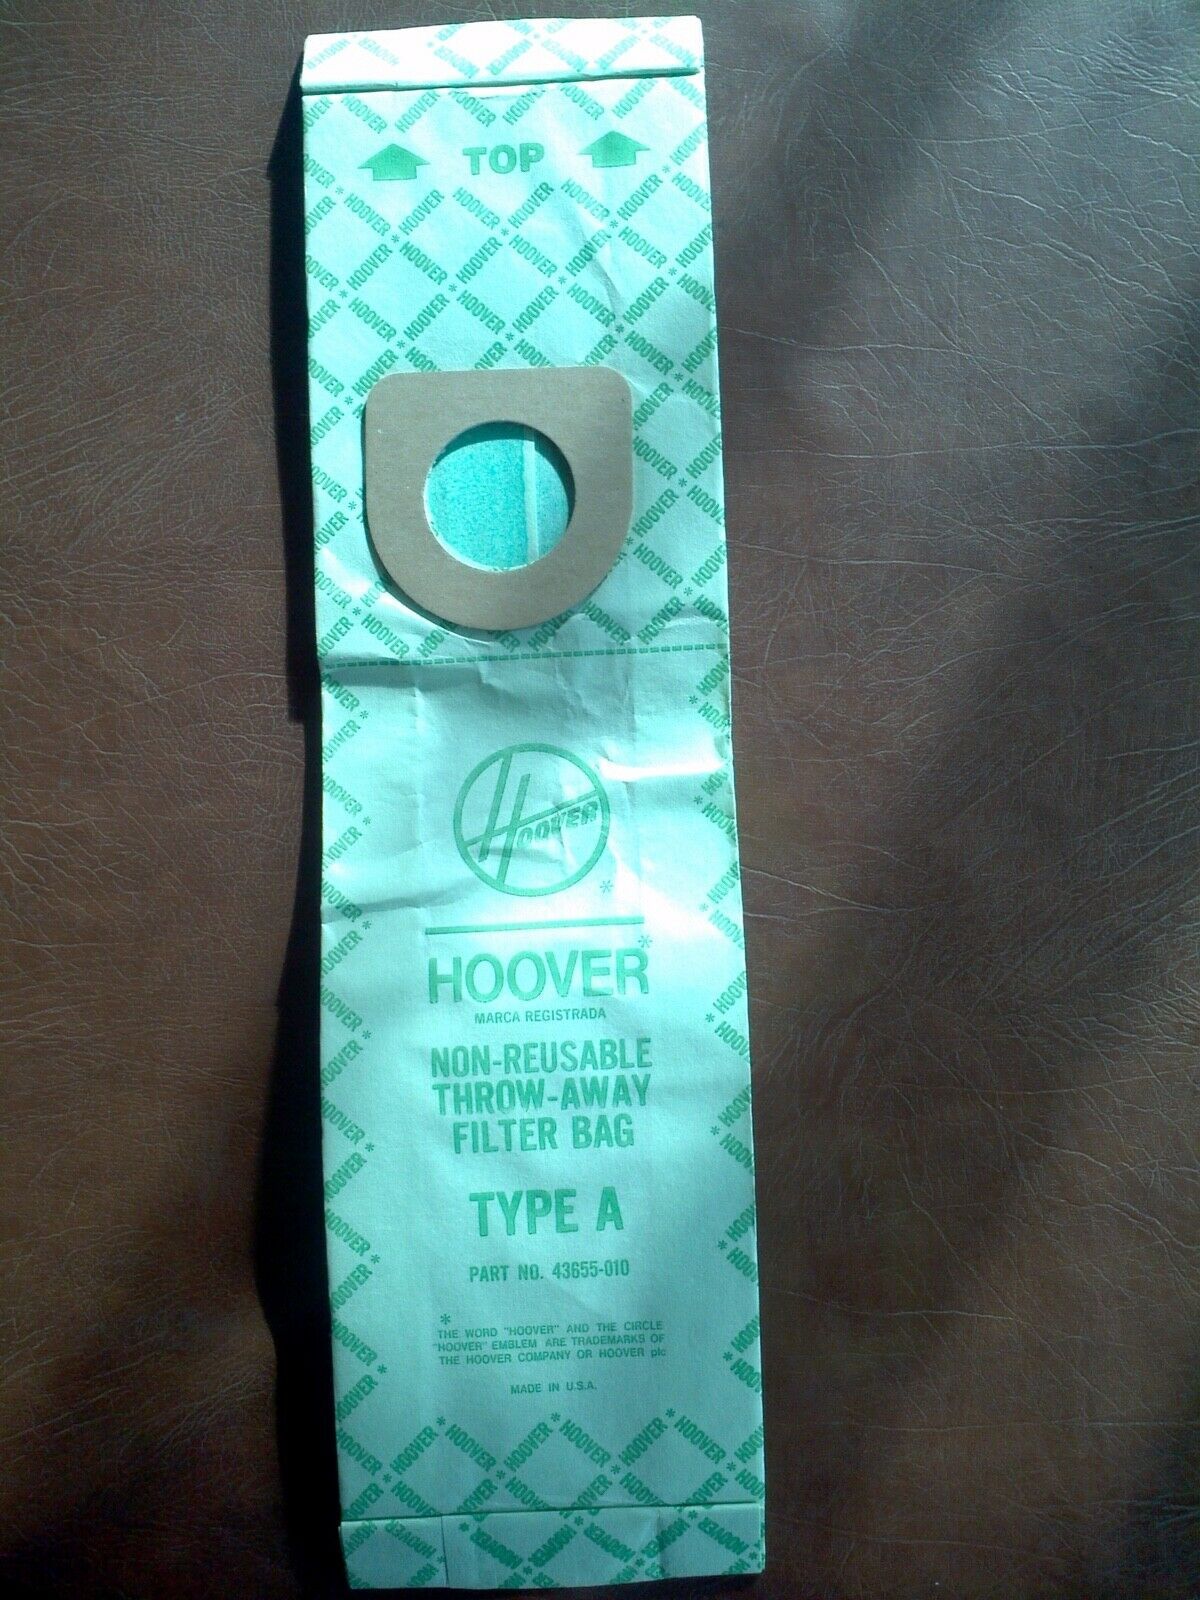 TOP
HOOVER
*
HOOVER*
MARCA REGISTRADA
NON-REUSABLE
THROW-AWAY
FILTER BAG
TYPE A
PART NO. 43655-010
*
THE WORD "HOOVER" AND THE CIRCLE
"HOOVER" EMBLEM ARE TRADEMARKS OF
THE HOOVER COMPANY OR HOOVER plc
MADE IN U.S.A.